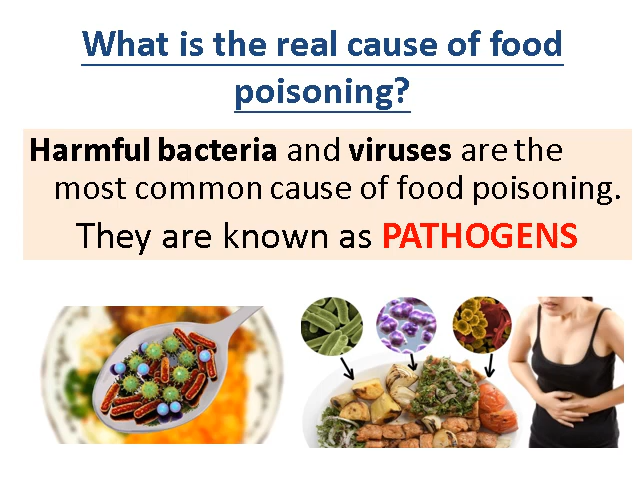 What is the real cause of food
poisoning?
Harmful bacteria and viruses are the
most common cause of food poisoning.
They are known as PATHOGENS